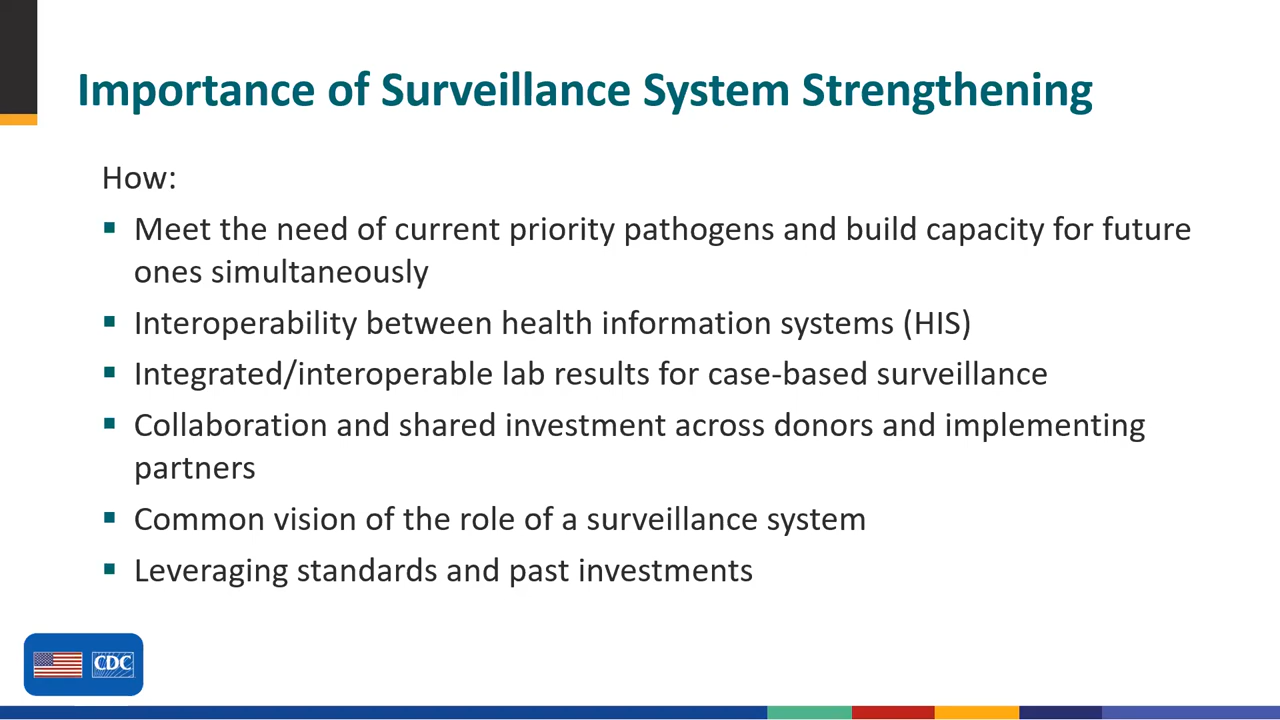 Importance of Surveillance System Strengthening
How:
▪ Meet the need of current priority pathogens and build capacity for future
ones simultaneously
▪ Interoperability between health information systems (HIS)
▪ Integrated/interoperable lab results for case-based surveillance
▪ Collaboration and shared investment across donors and implementing
partners
▪ Common vision of the role of a surveillance system
▪ Leveraging standards and past investments
CDC